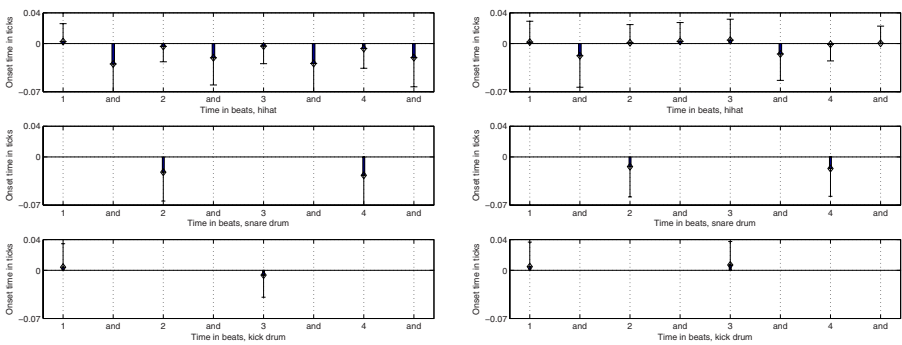 0.04
0
−0.07
Onset time in ticks
1 and 2 and 3 and 4 and
Time in beats, hihat
0.04
0
−0.07
Onset time in ticks
1 and 2 and 3 and 4 and
Time in beats, hihat
0.04
0
−0.07
Onset time in ticks
1 and 2 and 3 and 4 and
Time in beats, snare drum
0.04
0
−0.07
Onset time in ticks
1 and 2 and 3 and 4 and
Time in beats, snare drum
0.04
0
−0.07
Onset time in ticks
1 and 2 and 3 and 4 and
Time in beats, kick drum
0.04
0
−0.07
Onset time in ticks
1 and 2 and 3 and 4 and
Time in beats, kick drum